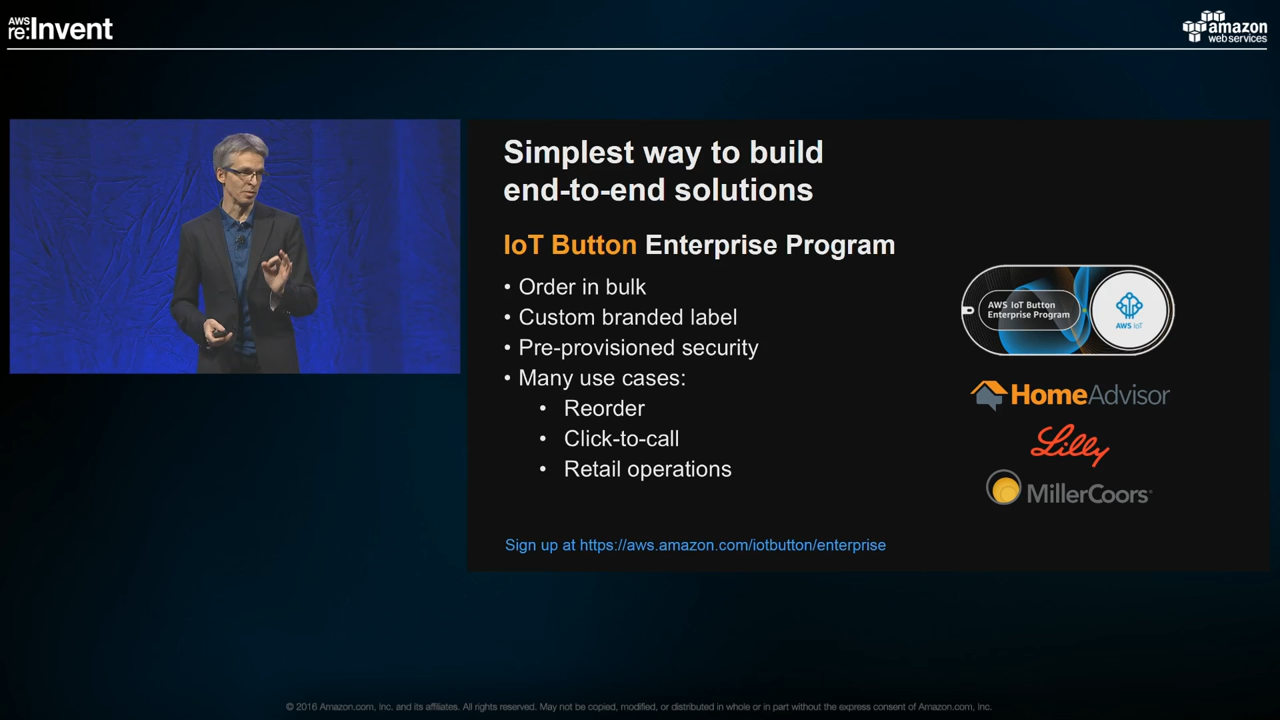 AWS
re:Invent
amazon
web services
Simplest way to build
end-to-end solutions
IoT Button Enterprise Program
• Order in bulk
• Custom branded label
• Pre-provisioned security
• Many use cases:
• Reorder
• Click-to-call
• Retail operations
AWS IoT Button
Enterprise Program
AWS IoT
HomeAdvisor
Lilly
MillerCoors
Sign up at https://aws.amazon.com/iotbutton/enterprise
© 2016 Amazon.com, Inc. and its affiliates. All rights reserved. May not be copied, modified, or distributed in whole or in part without the express consent of Amazon.com, Inc.